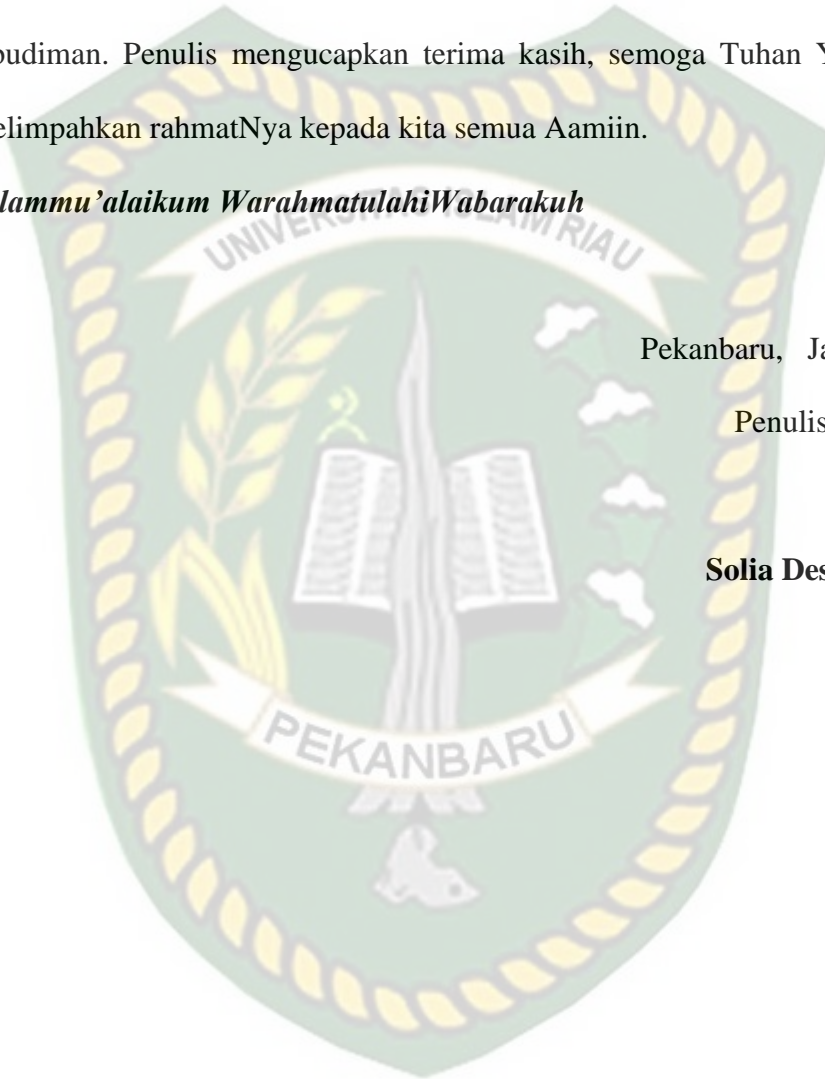 budiman. Penulis mengucapkan terima kasih, semoga Tuhan
elimpahkan rahmatNya kepada kita semua Aamiin.
lammu’alaikum WarahmatulahiWabarakuh
UNIVERSITAS ISLAM RIAU
Pekanbaru, Ja
Penulis
Solia Des
PEKANBARU